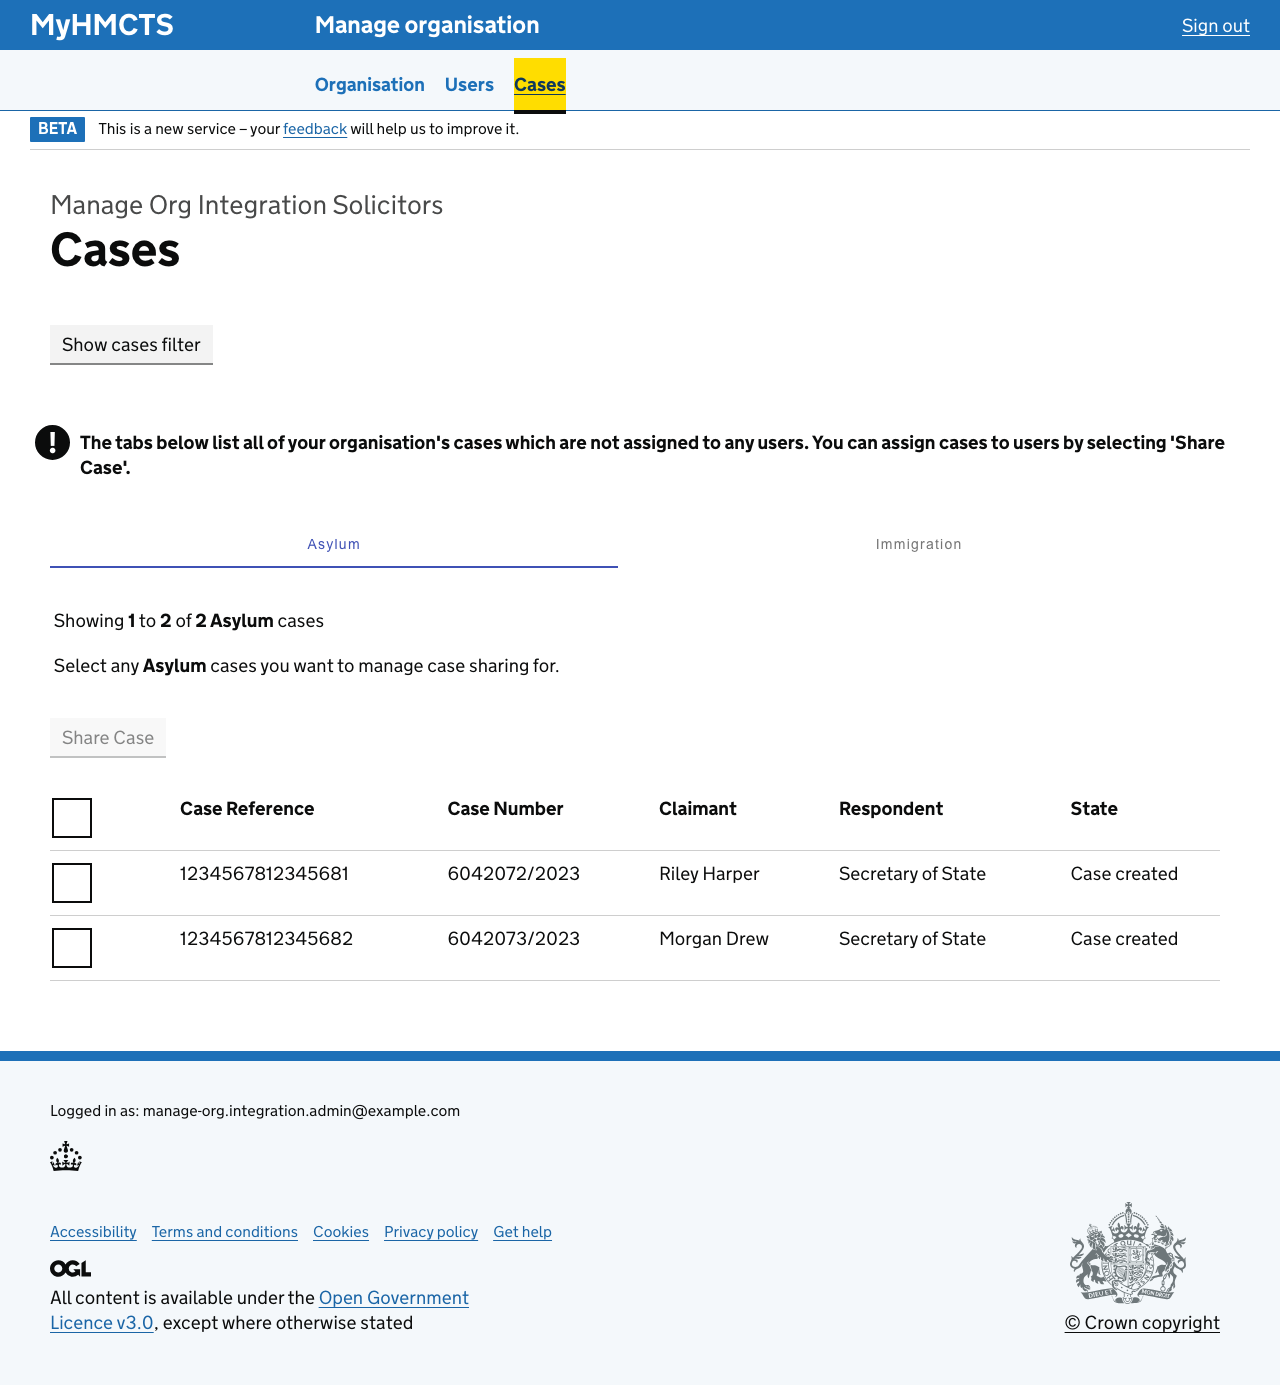 MyHMCTS
Manage organisation
Sign out
Organisation Users Cases
BETA This is a new service – your feedback will help us to improve it.
Manage Org Integration Solicitors
Cases
Show cases filter
! The tabs below list all of your organisation's cases which are not assigned to any users. You can assign cases to users by selecting 'Share
Case'.
Asylum Immigration
Showing 1 to 2 of 2 Asylum cases
Select any Asylum cases you want to manage case sharing for.
Share Case
Case Reference Case Number Claimant Respondent State
1234567812345681 6042072/2023 Riley Harper Secretary of State Case created
1234567812345682 6042073/2023 Morgan Drew Secretary of State Case created
Logged in as: manage-org.integration.admin@example.com
Accessibility Terms and conditions Cookies Privacy policy Get help
OGL
All content is available under the Open Government
Licence v3.0, except where otherwise stated
DIEU ET MON DROIT
© Crown copyright